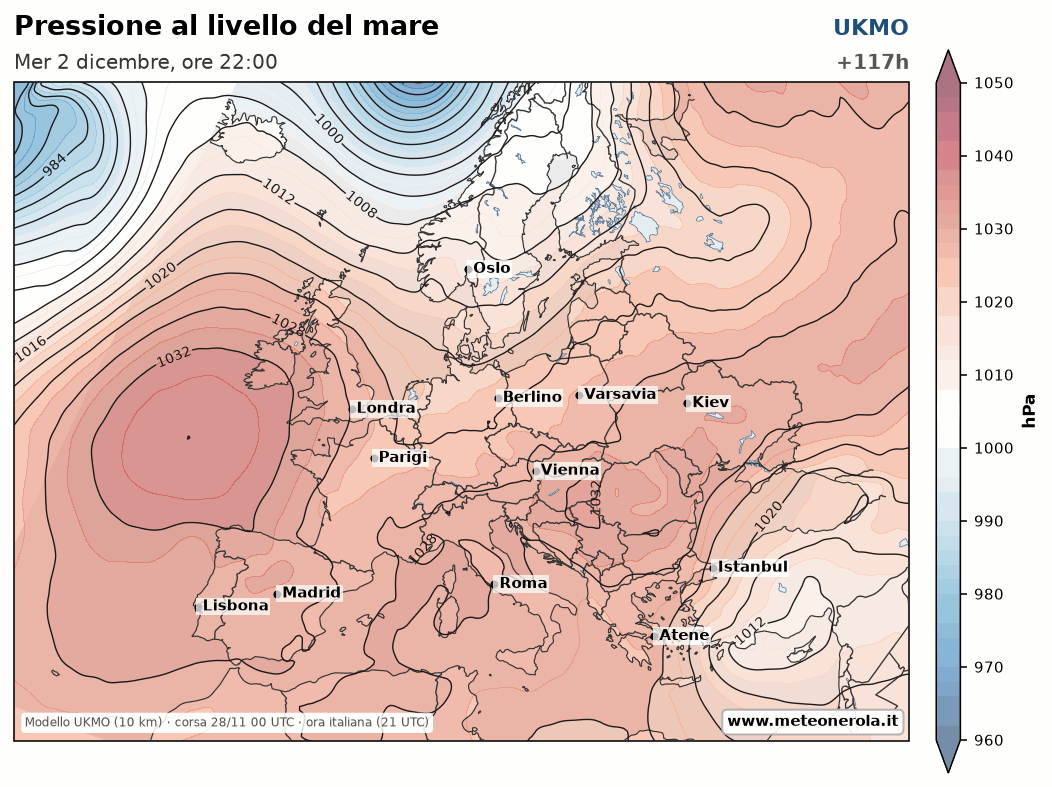 Pressione al livello del mare
UKMO
Mer 2 dicembre, ore 22:00
+117h
984
1000
1012
1008
1020
1016
1028
1032
Oslo
Londra
Berlino
Varsavia
Kiev
Parigi
Vienna
1032
1020
1028
Istanbul
Roma
Madrid
Lisbona
Atene
1012
1050
1040
1030
1020
1010
1000
990
980
970
960
hPa
Modello UKMO (10 km) · corsa 28/11 00 UTC · ora italiana (21 UTC)
www.meteonerola.it